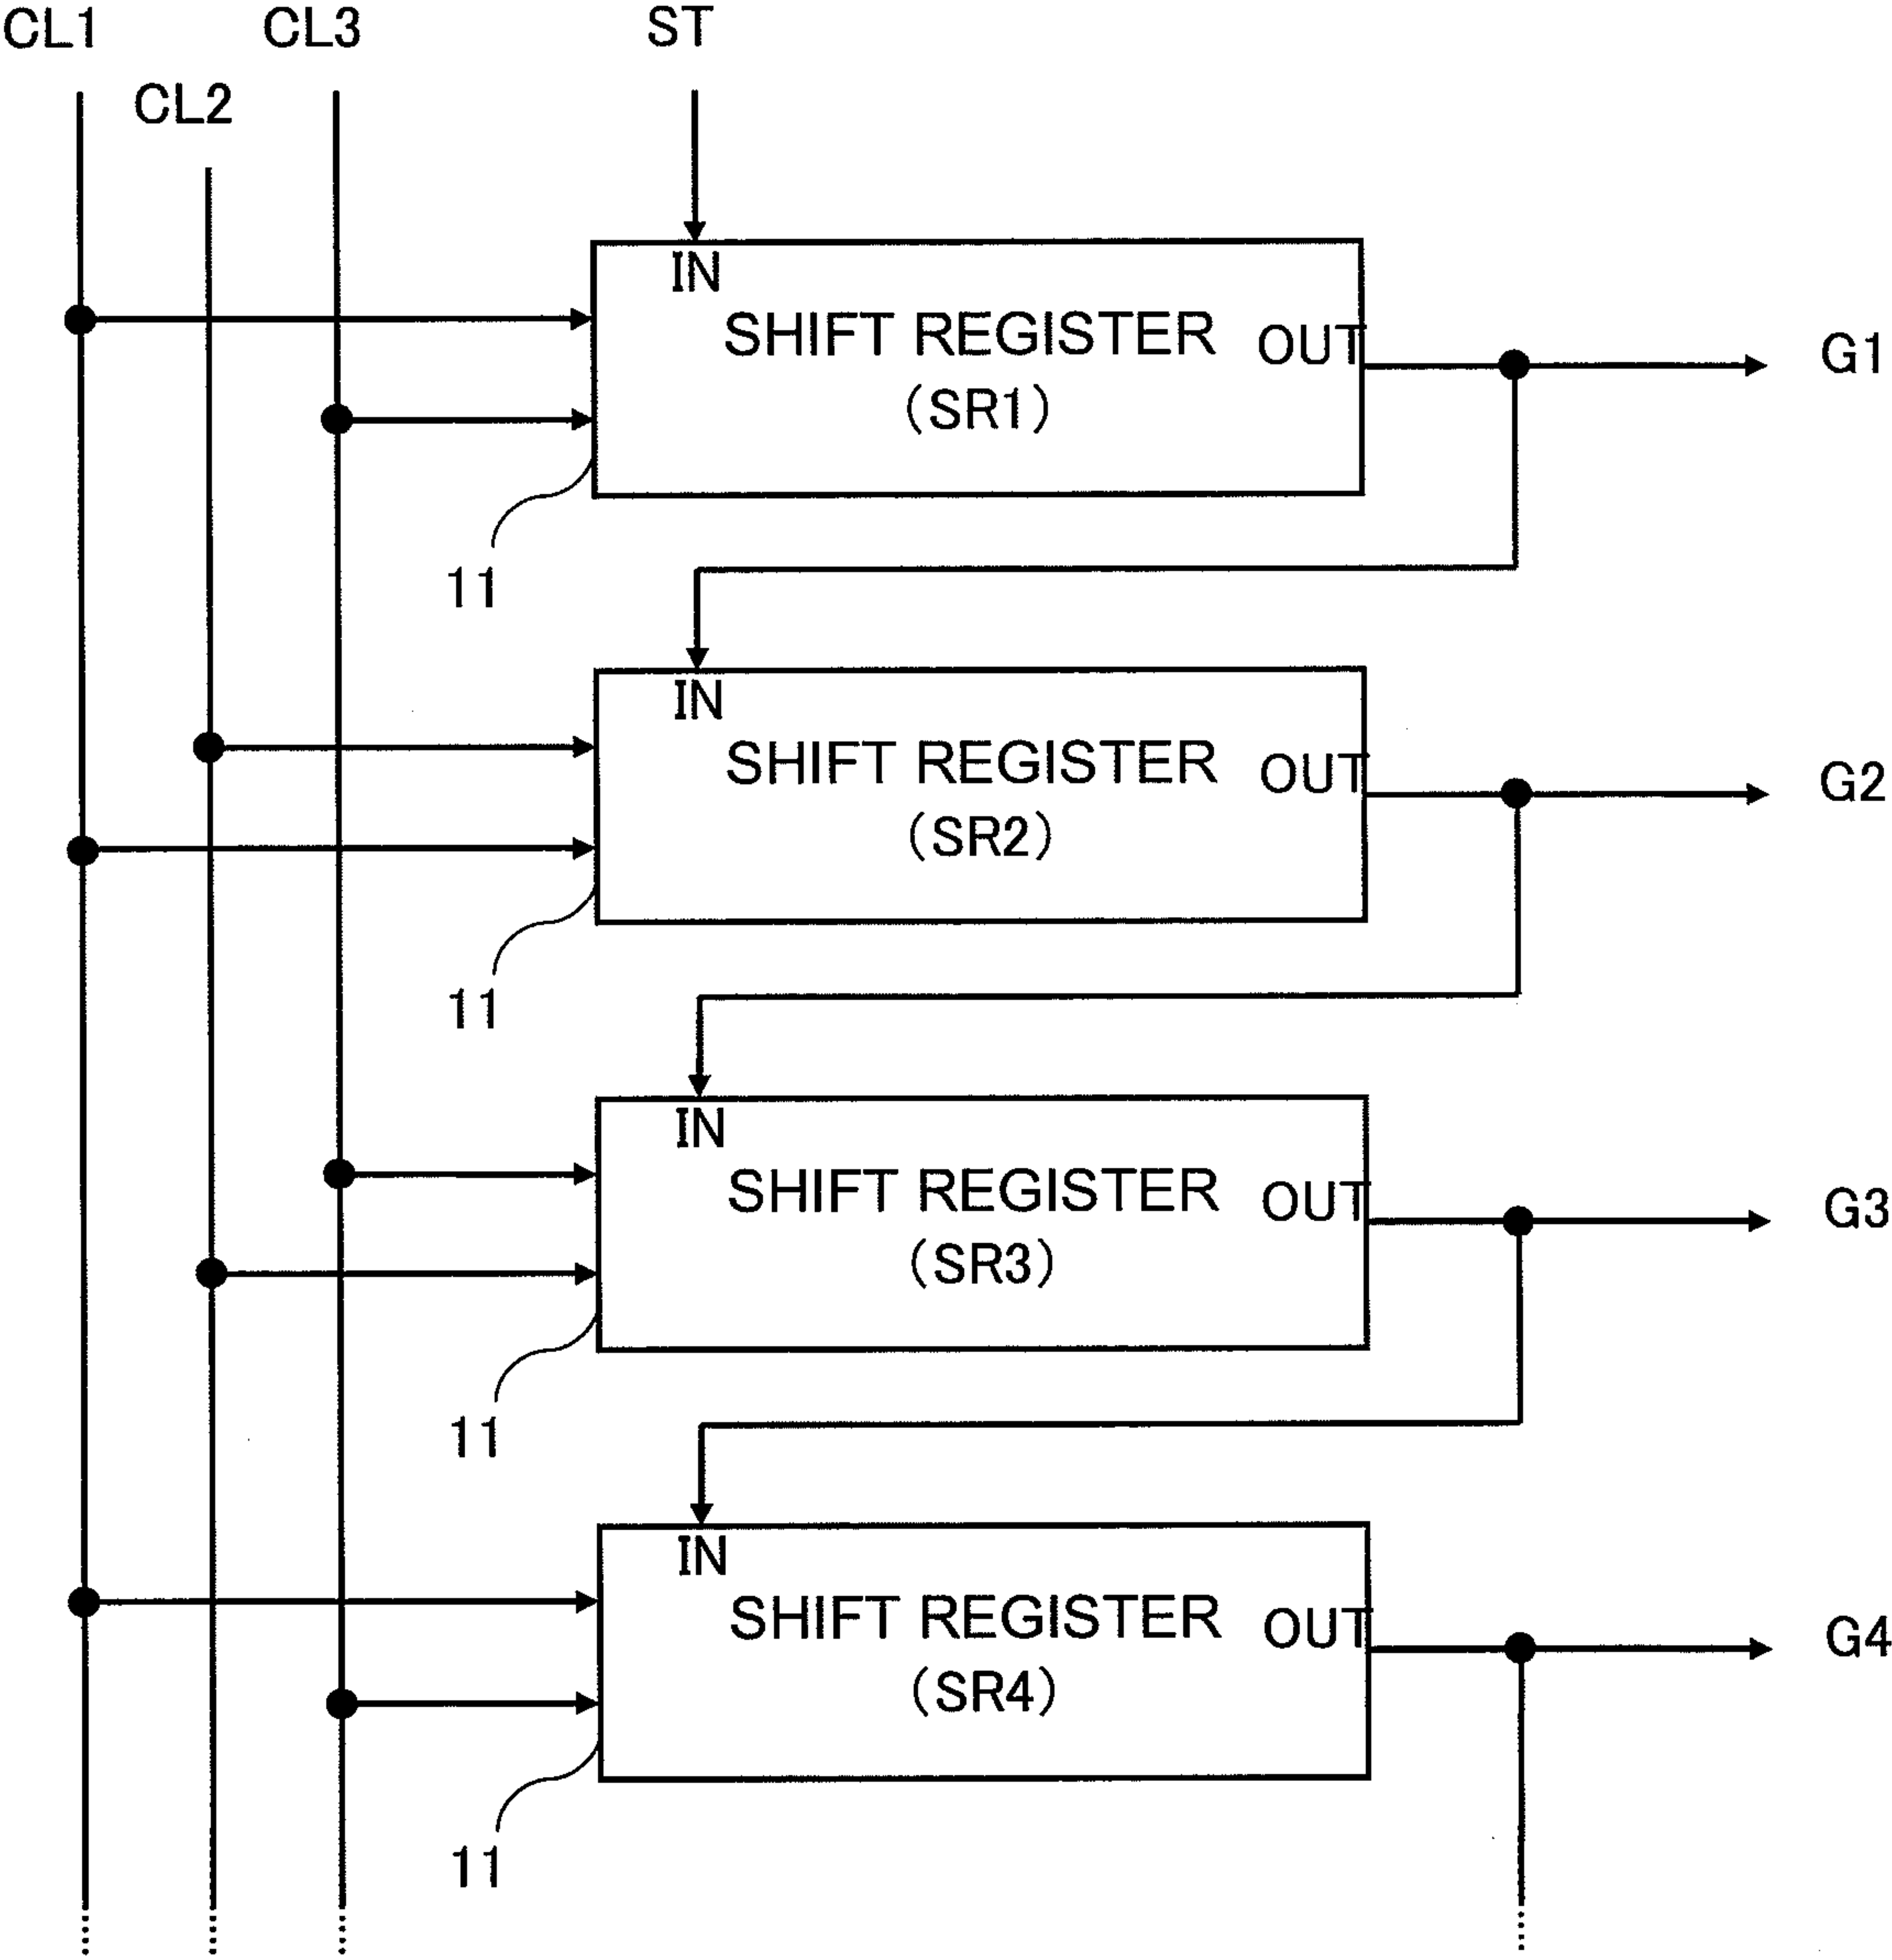 CL1
CL3
ST
CL2
IN
SHIFT REGISTER
OUT
(SR1)
G1
11
IN
SHIFT REGISTER
OUT
(SR2)
G2
11
IN
SHIFT REGISTER
OUT
(SR3)
G3
11
IN
SHIFT REGISTER
OUT
(SR4)
G4
11